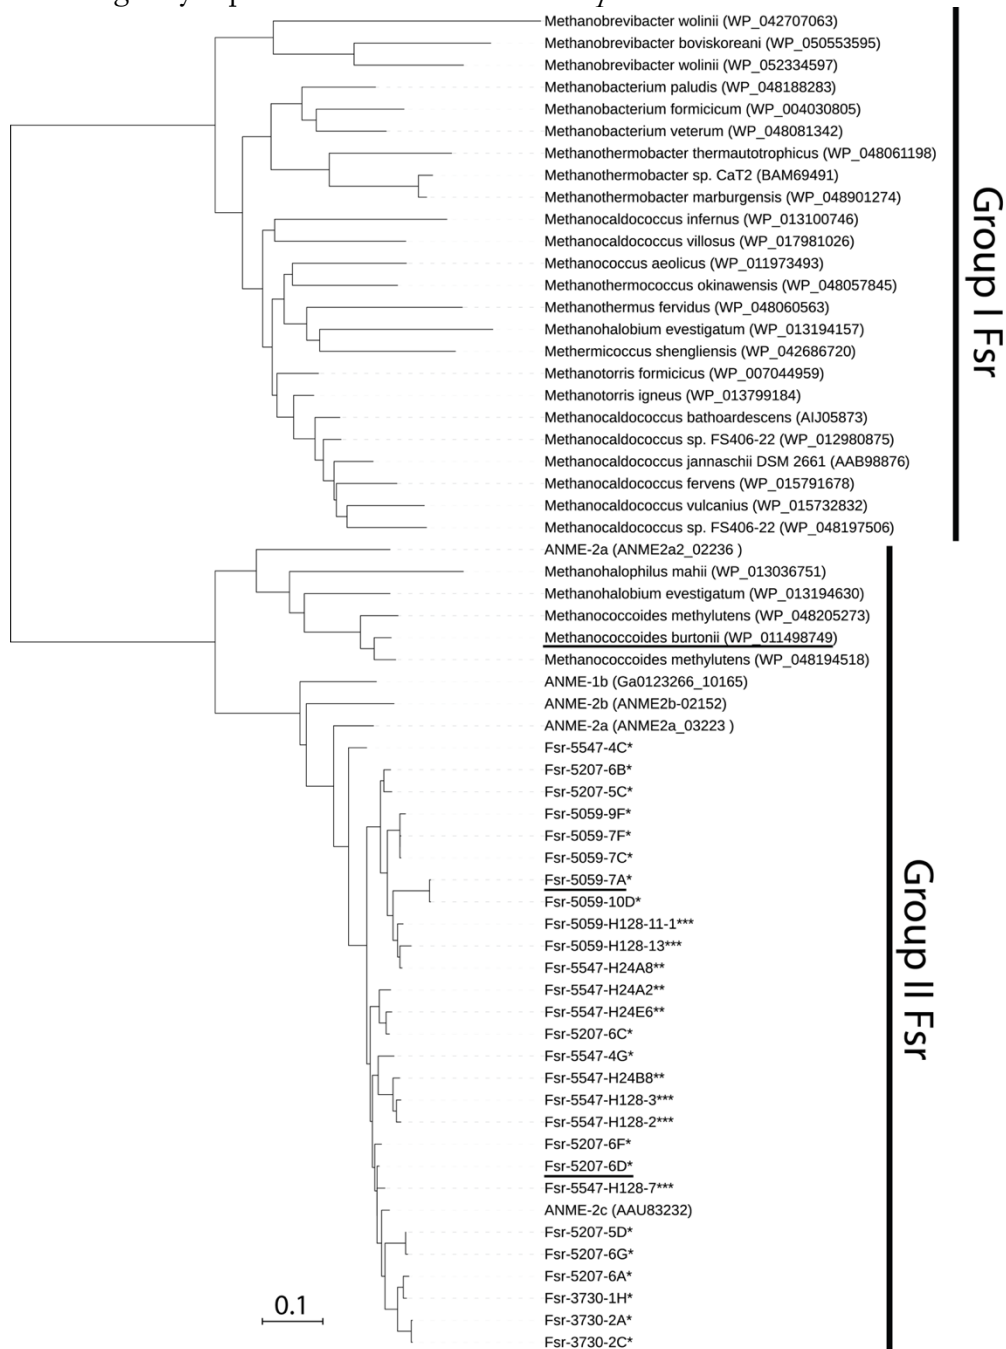 Methanobrevibacter wolinii (WP_042707063)
Methanobrevibacter boviskoreani (WP_050553595)
Methanobrevibacter wolinii (WP_052334597)
Methanobacterium paludis (WP_048188283)
Methanobacterium formicicum (WP_004030805)
Methanobacterium veterum (WP_048081342)
Methanothermobacter thermautotrophicus (WP_048061198)
Methanothermobacter sp. CaT2 (BAM69491)
Methanothermobacter marburgensis (WP_048901274)
Methanocaldococcus infernus (WP_013100746)
Methanocaldococcus villosus (WP_017981026)
Methanococcus aeolicus (WP_011973493)
Methanothermococcus okinawensis (WP_048057845)
Methanothermus fervidus (WP_048060563)
Methanohalobium evestigatum (WP_013194157)
Methermicoccus shengliensis (WP_042686720)
Methanotorris formicicus (WP_007044959)
Methanotorris igneus (WP_013799184)
Methanocaldococcus bathoardescens (AIJ05873)
Methanocaldococcus sp. FS406-22 (WP_012980875)
Methanocaldococcus jannaschii DSM 2661 (AAB98876)
Methanocaldococcus fervens (WP_015791678)
Methanocaldococcus vulcanius (WP_015732832)
Methanocaldococcus sp. FS406-22 (WP_048197506)
Group I Fsr
ANME-2a (ANME2a2_02236 )
Methanohalophilus mahii (WP_013036751)
Methanohalobium evestigatum (WP_013194630)
Methanococcoides methylutens (WP_048205273)
Methanococcoides burtonii (WP_011498749)
Methanococcoides methylutens (WP_048194518)
ANME-1b (Ga0123266_10165)
ANME-2b (ANME2b-02152)
ANME-2a (ANME2a_03223 )
Fsr-5547-4C*
Fsr-5207-6B*
Fsr-5207-5C*
Fsr-5059-9F*
Fsr-5059-7F*
Fsr-5059-7C*
Fsr-5059-7A*
Fsr-5059-10D*
Fsr-5059-H128-11-1***
Fsr-5059-H128-13***
Fsr-5547-H24A8**
Fsr-5547-H24A2**
Fsr-5547-H24E6**
Fsr-5207-6C*
Fsr-5547-4G*
Fsr-5547-H24B8**
Fsr-5547-H128-3***
Fsr-5547-H128-2***
Fsr-5207-6F*
Fsr-5207-6D*
Fsr-5547-H128-7***
ANME-2c (AAU83232)
Fsr-5207-5D*
Fsr-5207-6G*
Fsr-5207-6A*
Fsr-3730-1H*
Fsr-3730-2A*
Fsr-3730-2C*
Group II Fsr
0.1